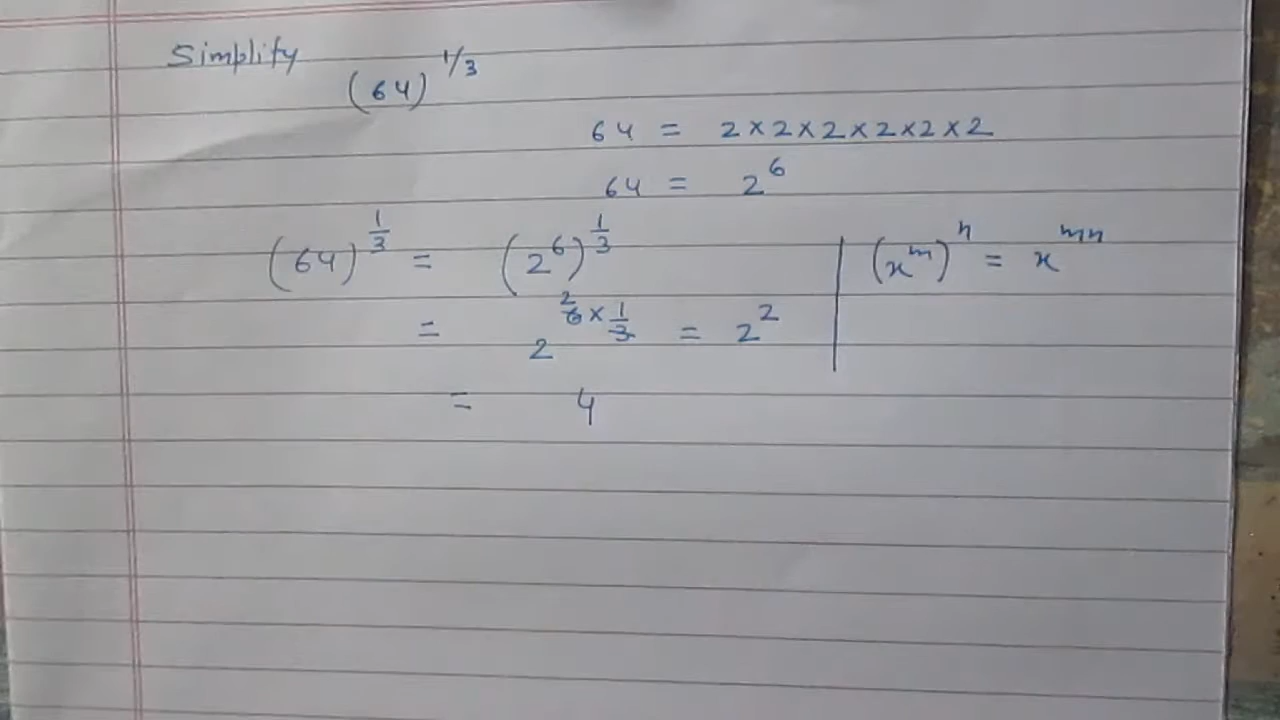 Simplify
(64)^1/3
64 = 2×2×2×2×2×2
64 = 2^6
(64)^1/3 = (2^6)^1/3 | (x^m)^n = x^mn
= 2^6×1/3 2 = 2^2
= 4